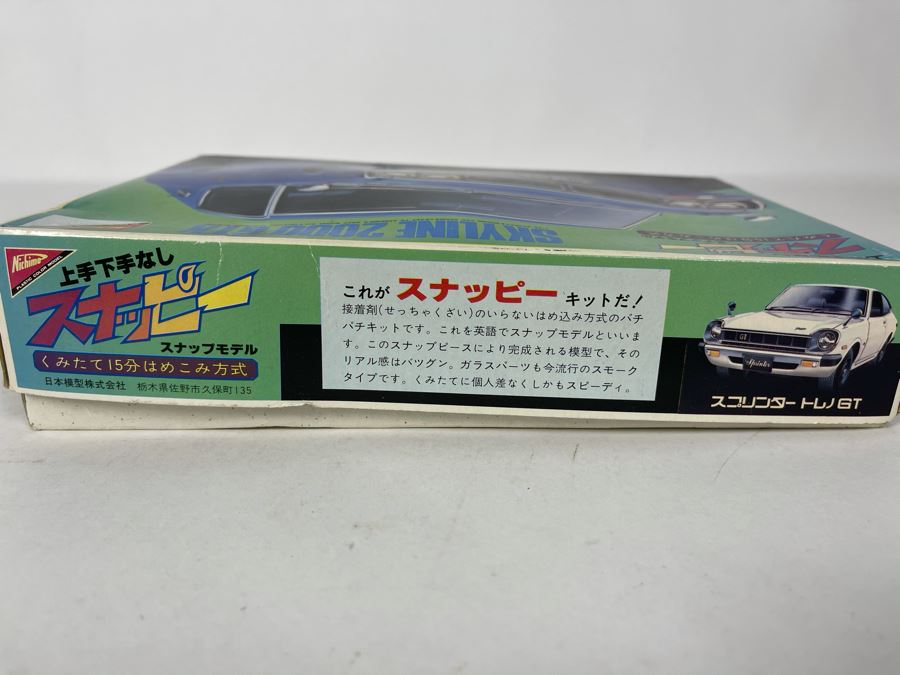 SKYLINE 2000
Nichimo
PLASTIC COLOR MODEL
上手下手なし
スナッピー
スナップモデル
くみたて15分はめこみ方式
日本模型株式会社 栃木県佐野市久保町135
これが スナッピー キットだ!
接着剤(せっちゃくざい)のいらないはめ込み方式のパチ
パチキットです。これを英語でスナップモデルといいま
す。このスナップピースにより完成される模型で、その
リアル感はバツグン。ガラスパーツも今流行のスモーク
タイプです。くみたてに個人差なくしかもスピーディ。
GT
Sprinter
スプリンター トレノGT